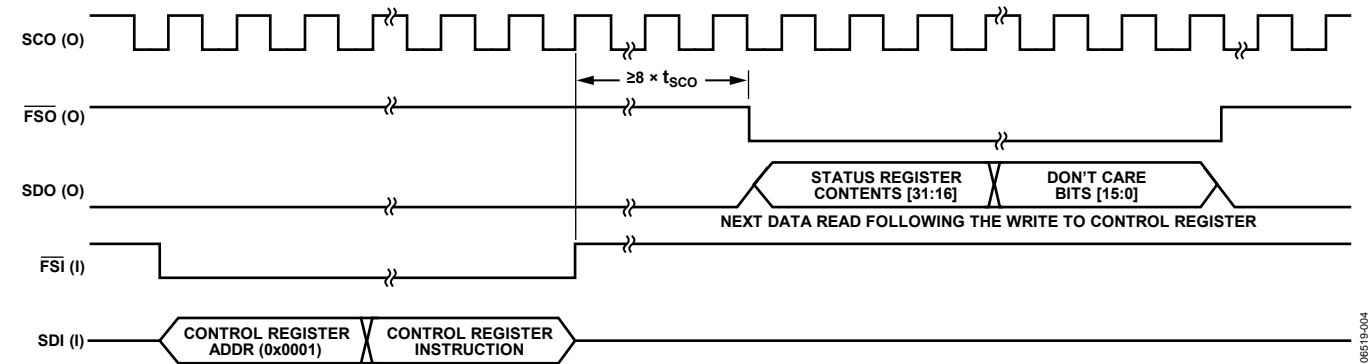 SCO (O)
≥8 × tSCO
FSO (O)
SDO (O)
STATUS REGISTER
CONTENTS [31:16]
DON'T CARE
BITS [15:0]
NEXT DATA READ FOLLOWING THE WRITE TO CONTROL REGISTER
FSI (I)
SDI (I)
CONTROL REGISTER
ADDR (0x0001)
CONTROL REGISTER
INSTRUCTION
06519-004